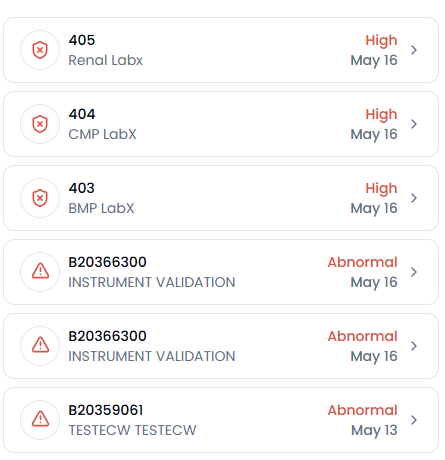 405 High
Renal Labx May 16
404 High
CMP LabX May 16
403 High
BMP LabX May 16
B20366300 Abnormal
INSTRUMENT VALIDATION May 16
B20366300 Abnormal
INSTRUMENT VALIDATION May 16
B20359061 Abnormal
TESTECW TESTECW May 13